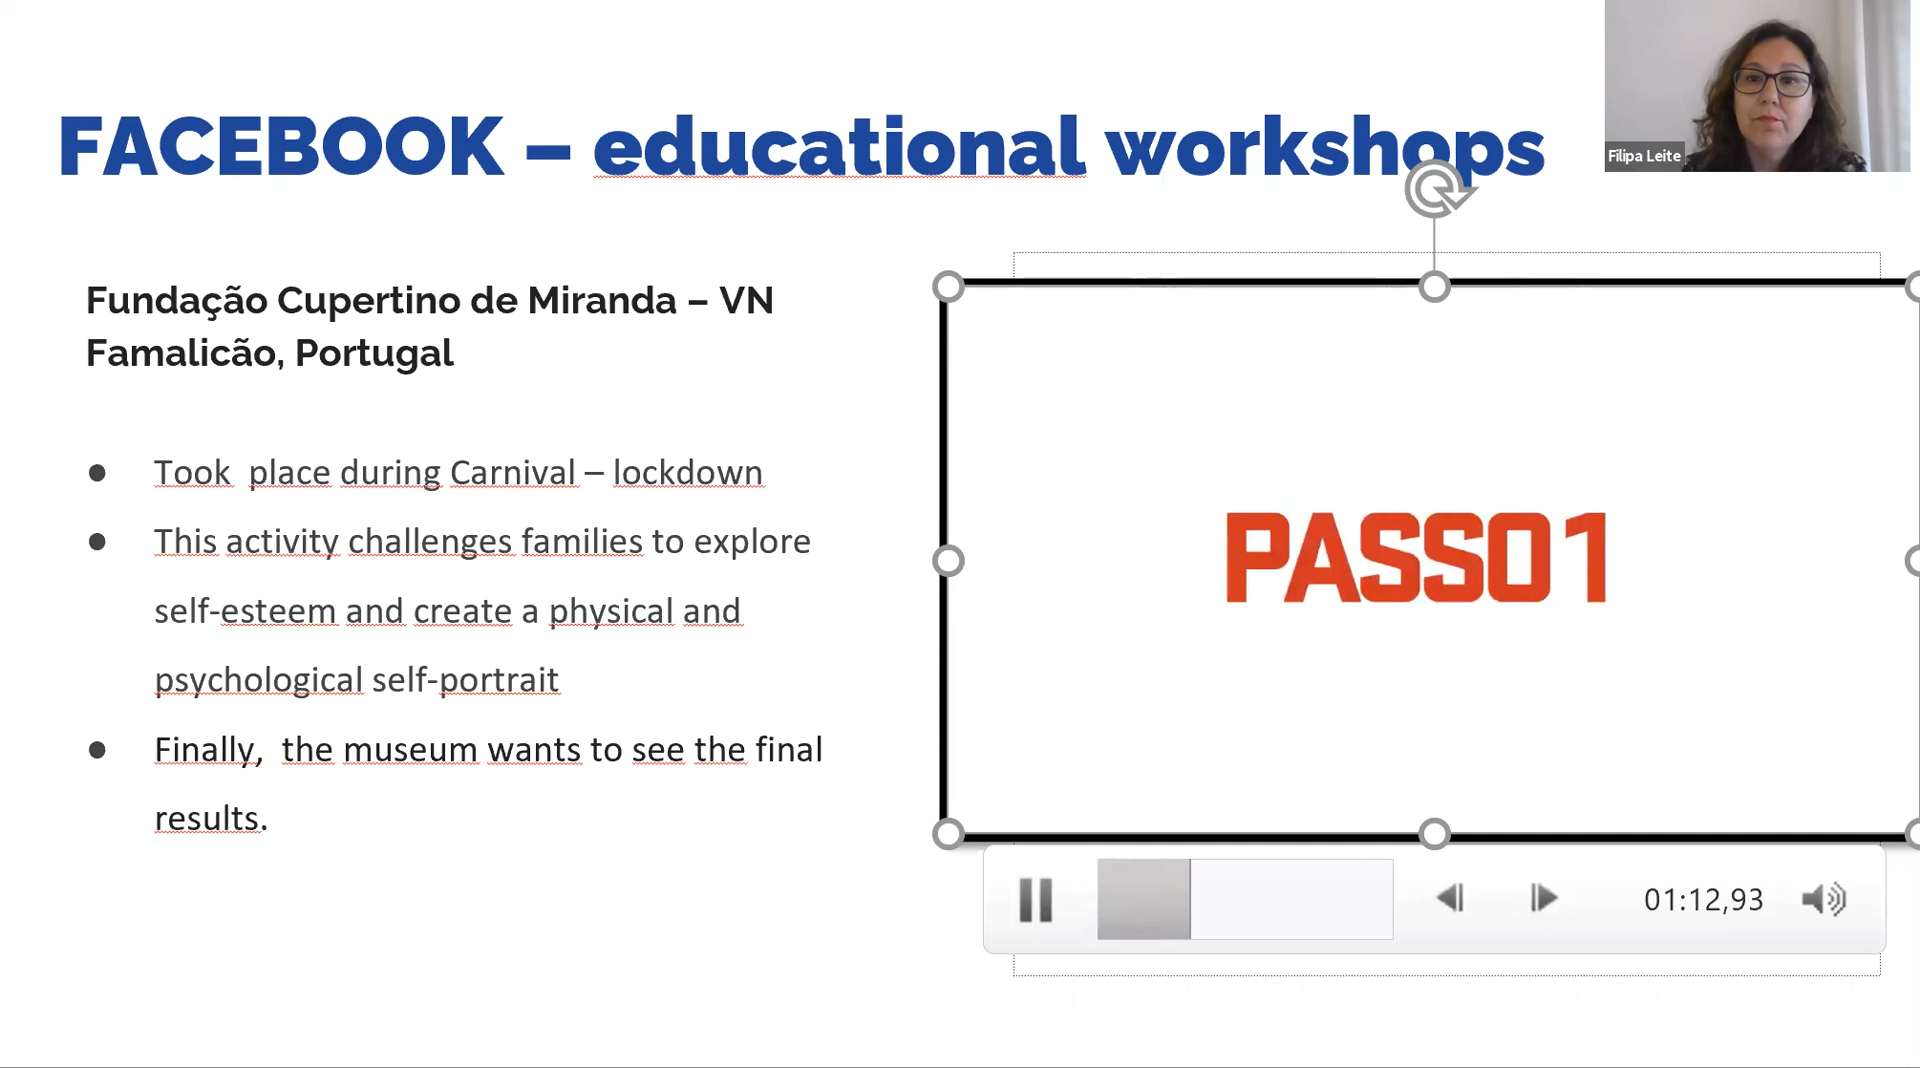 FACEBOOK – educational workshops
Filipa Leite
Fundação Cupertino de Miranda – VN
Famalicão, Portugal
● Took place during Carnival – lockdown
● This activity challenges families to explore
self-esteem and create a physical and
psychological self-portrait
● Finally, the museum wants to see the final
results.
PASSO 1
01:12,93